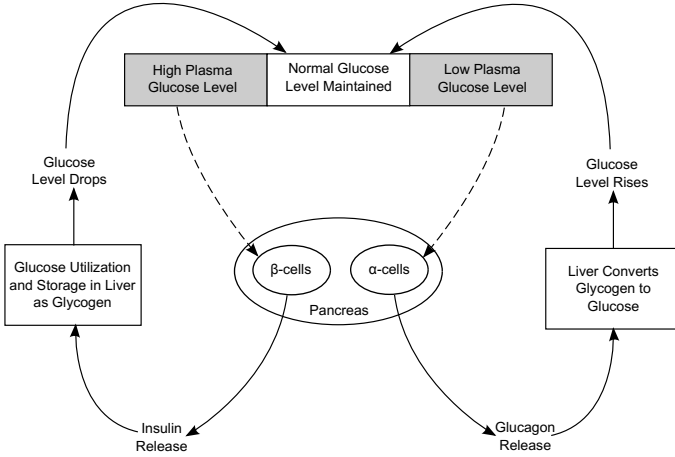 High Plasma
Glucose Level
Normal Glucose
Level Maintained
Low Plasma
Glucose Level
Glucose
Level Drops
Glucose
Level Rises
Glucose Utilization
and Storage in Liver
as Glycogen
β-cells
α-cells
Pancreas
Liver Converts
Glycogen to
Glucose
Insulin
Release
Glucagon
Release